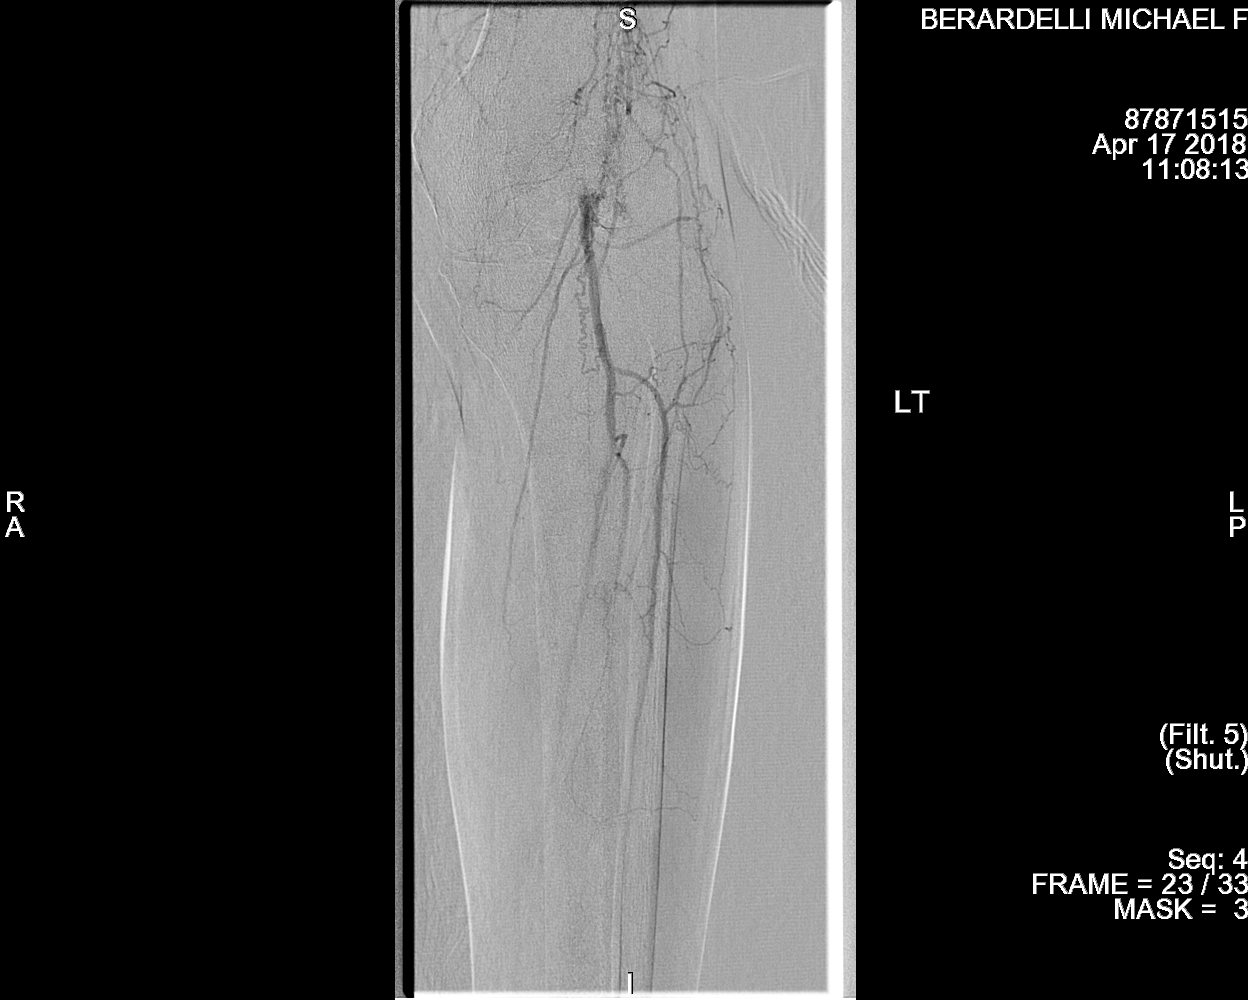 S
BERARDELLI MICHAEL F
87871515
Apr 17 2018
11:08:13
LT
R
A
L
P
(Filt. 5)
(Shut.)
Seq: 4
FRAME = 23 / 33
MASK = 3
I